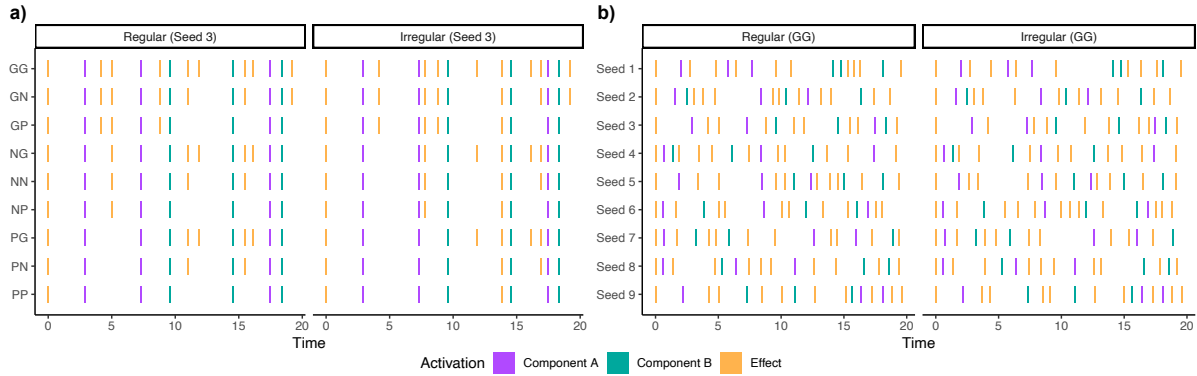 a)
Regular (Seed 3)
Irregular (Seed 3)
GG
GN
GP
NG
NN
NP
PG
PN
PP
0 5 10 15 20
0 5 10 15 20
Time
b)
Regular (GG)
Irregular (GG)
Seed 1
Seed 2
Seed 3
Seed 4
Seed 5
Seed 6
Seed 7
Seed 8
Seed 9
0 5 10 15 20
0 5 10 15 20
Time
Activation Component A Component B Effect